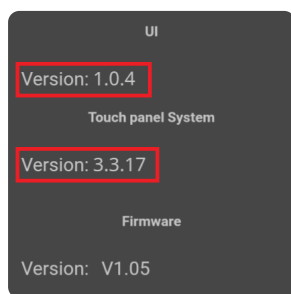 UI
Version: 1.0.4
Touch panel System
Version: 3.3.17
Firmware
Version: V1.05